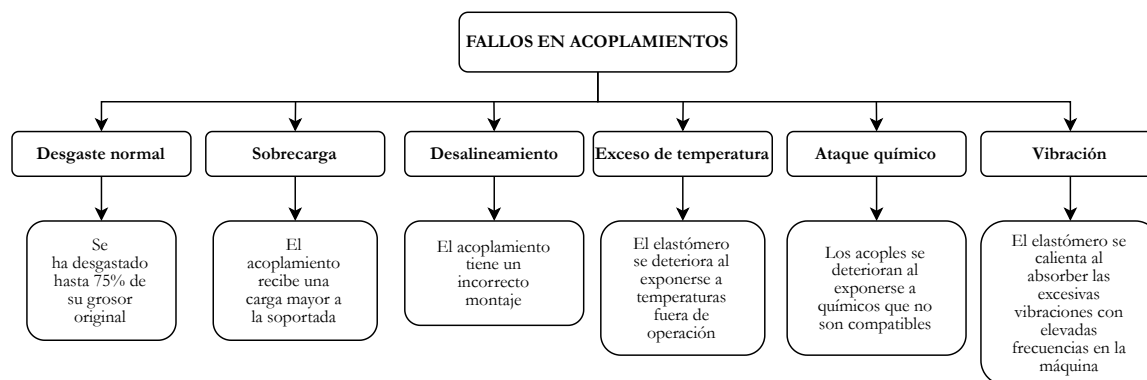 FALLOS EN ACOPLAMIENTOS
Desgaste normal
Sobrecarga
Desalineamiento
Exceso de temperatura
Ataque químico
Vibración
Se
ha desgastado
hasta 75% de
su grosor
original
El
acoplamiento
recibe una
carga mayor a
la soportada
El acoplamiento
tiene un
incorrecto
montaje
El elastómero
se deteriora al
exponerse a
temperaturas
fuera de
operación
Los acoples se
deterioran al
exponerse a
químicos que no
son compatibles
El elastómero se
calienta al
absorber las
excesivas
vibraciones con
elevadas
frecuencias en la
máquina